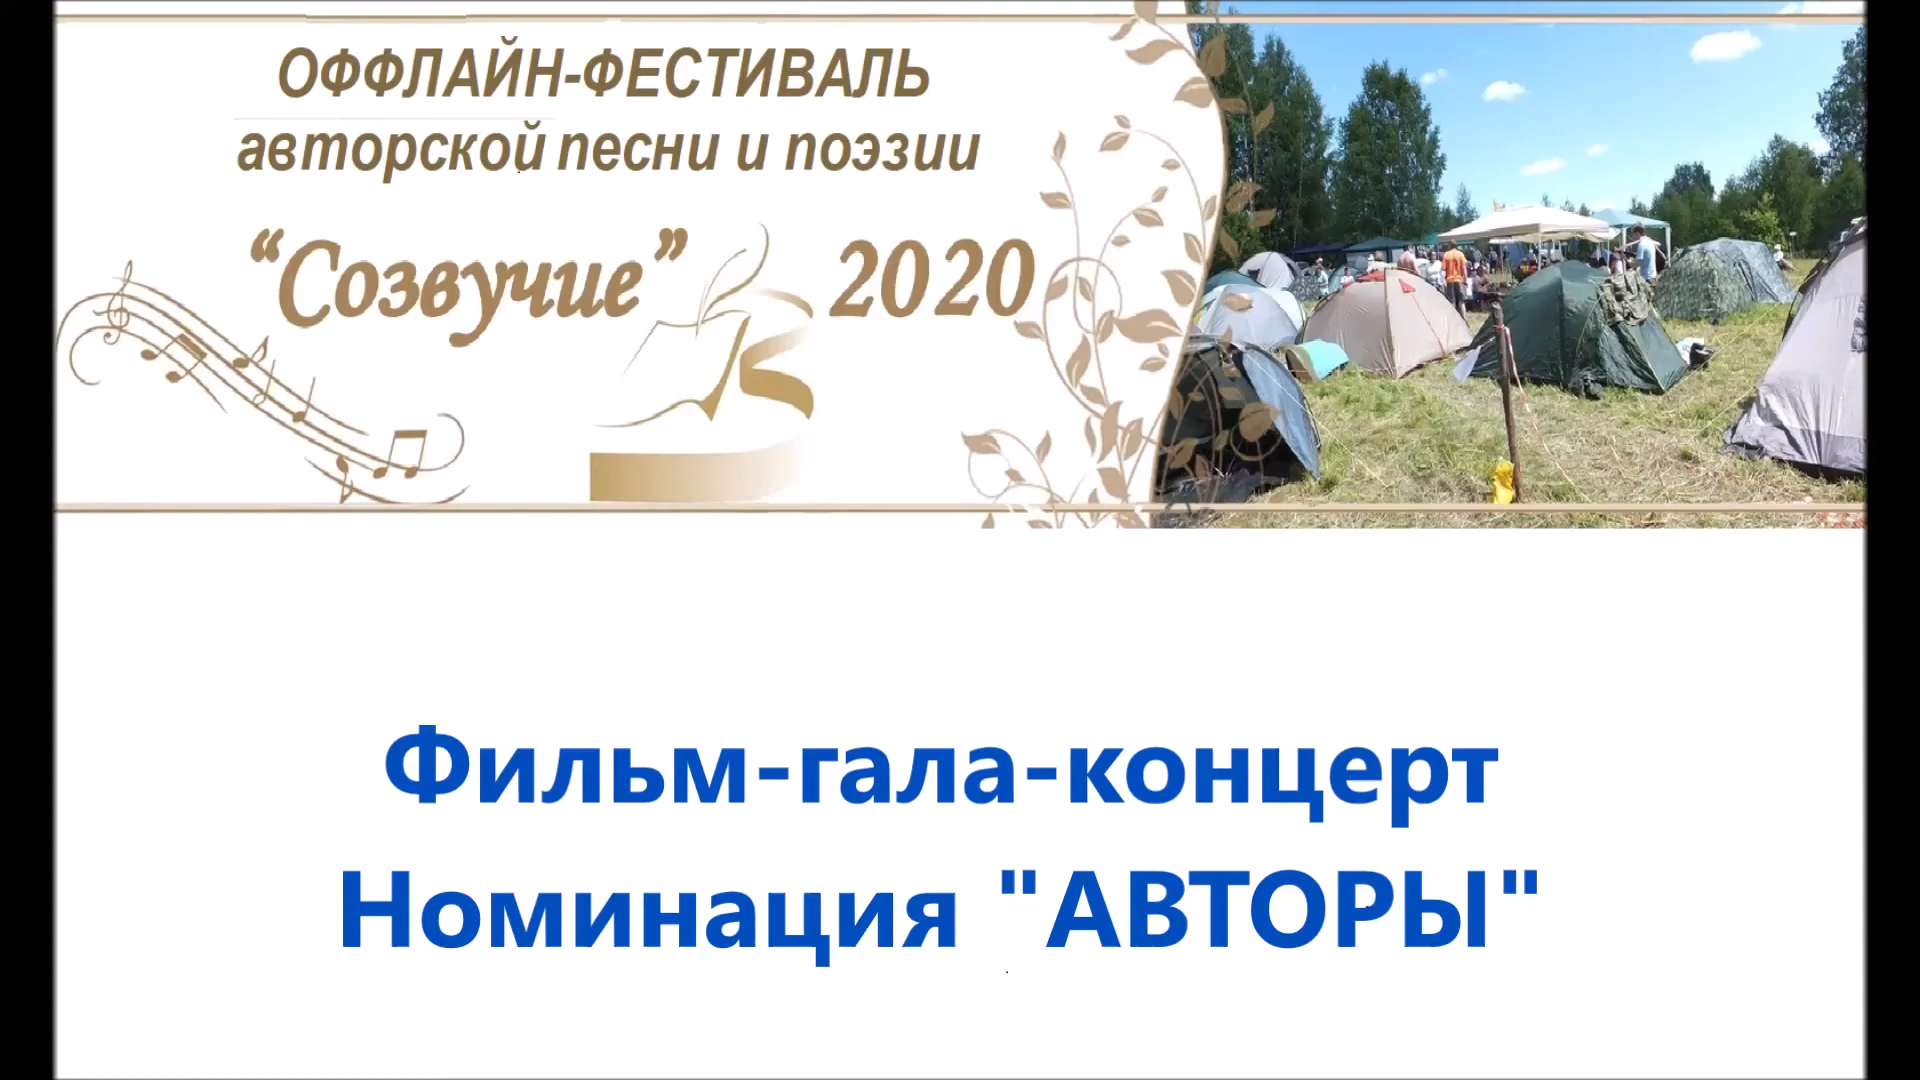 ОФФЛАЙН-ФЕСТИВАЛЬ
авторской песни и поэзии
“Созвучие” 2020
Фильм-гала-концерт
Номинация "АВТОРЫ"